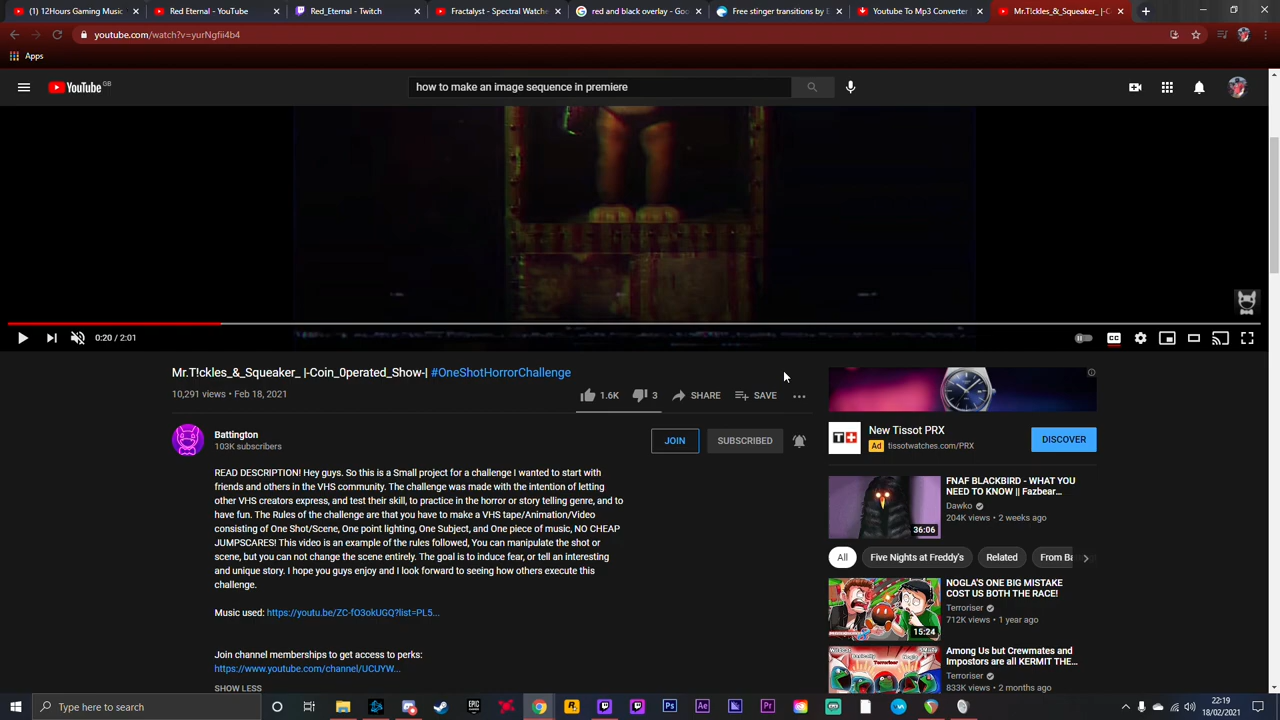 (1) 12Hours Gaming Music
Red Eternal - YouTube
Red_Eternal - Twitch
Fractalyst - Spectral Watche
red and black overlay - Goo
Free stinger transitions by E
Youtube To Mp3 Converter
Mr.T!ckles_&_Squeaker_ |-C
youtube.com/watch?v=yurNgfii4b4
Apps
YouTube GB
how to make an image sequence in premiere
0:20 / 2:01
CC
Mr.T!ckles_&_Squeaker_ |-Coin_0perated_Show-| #OneShotHorrorChallenge
10,291 views • Feb 18, 2021
1.6K
3
SHARE
SAVE
Battington
103K subscribers
JOIN
SUBSCRIBED
READ DESCRIPTION! Hey guys. So this is a Small project for a challenge I wanted to start with
friends and others in the VHS community. The challenge was made with the intention of letting
other VHS creators express, and test their skill, to practice in the horror or story telling genre, and to
have fun. The Rules of the challenge are that you have to make a VHS tape/Animation/Video
consisting of One Shot/Scene, One point lighting, One Subject, and One piece of music, NO CHEAP
JUMPSCARES! This video is an example of the rules followed, You can manipulate the shot or
scene, but you can not change the scene entirely. The goal is to induce fear, or tell an interesting
and unique story. I hope you guys enjoy and I look forward to seeing how others execute this
challenge.
Music used: https://youtu.be/ZC-fO3okUGQ?list=PL5...
Join channel memberships to get access to perks:
https://www.youtube.com/channel/UCUYW...
SHOW LESS
New Tissot PRX
Ad tissotwatches.com/PRX
DISCOVER
36:06
FNAF BLACKBIRD - WHAT YOU
NEED TO KNOW || Fazbear...
Dawko
204K views • 2 weeks ago
All
Five Nights at Freddy's
Related
From Ba
15:24
NOGLA'S ONE BIG MISTAKE
COST US BOTH THE RACE!
Terroriser
712K views • 1 year ago
Among Us but Crewmates and
Impostors are all KERMIT THE...
Terroriser
833K views • 2 months ago
Type here to search
EPIC
Ps
Ae
Pr
22:19
18/02/2021